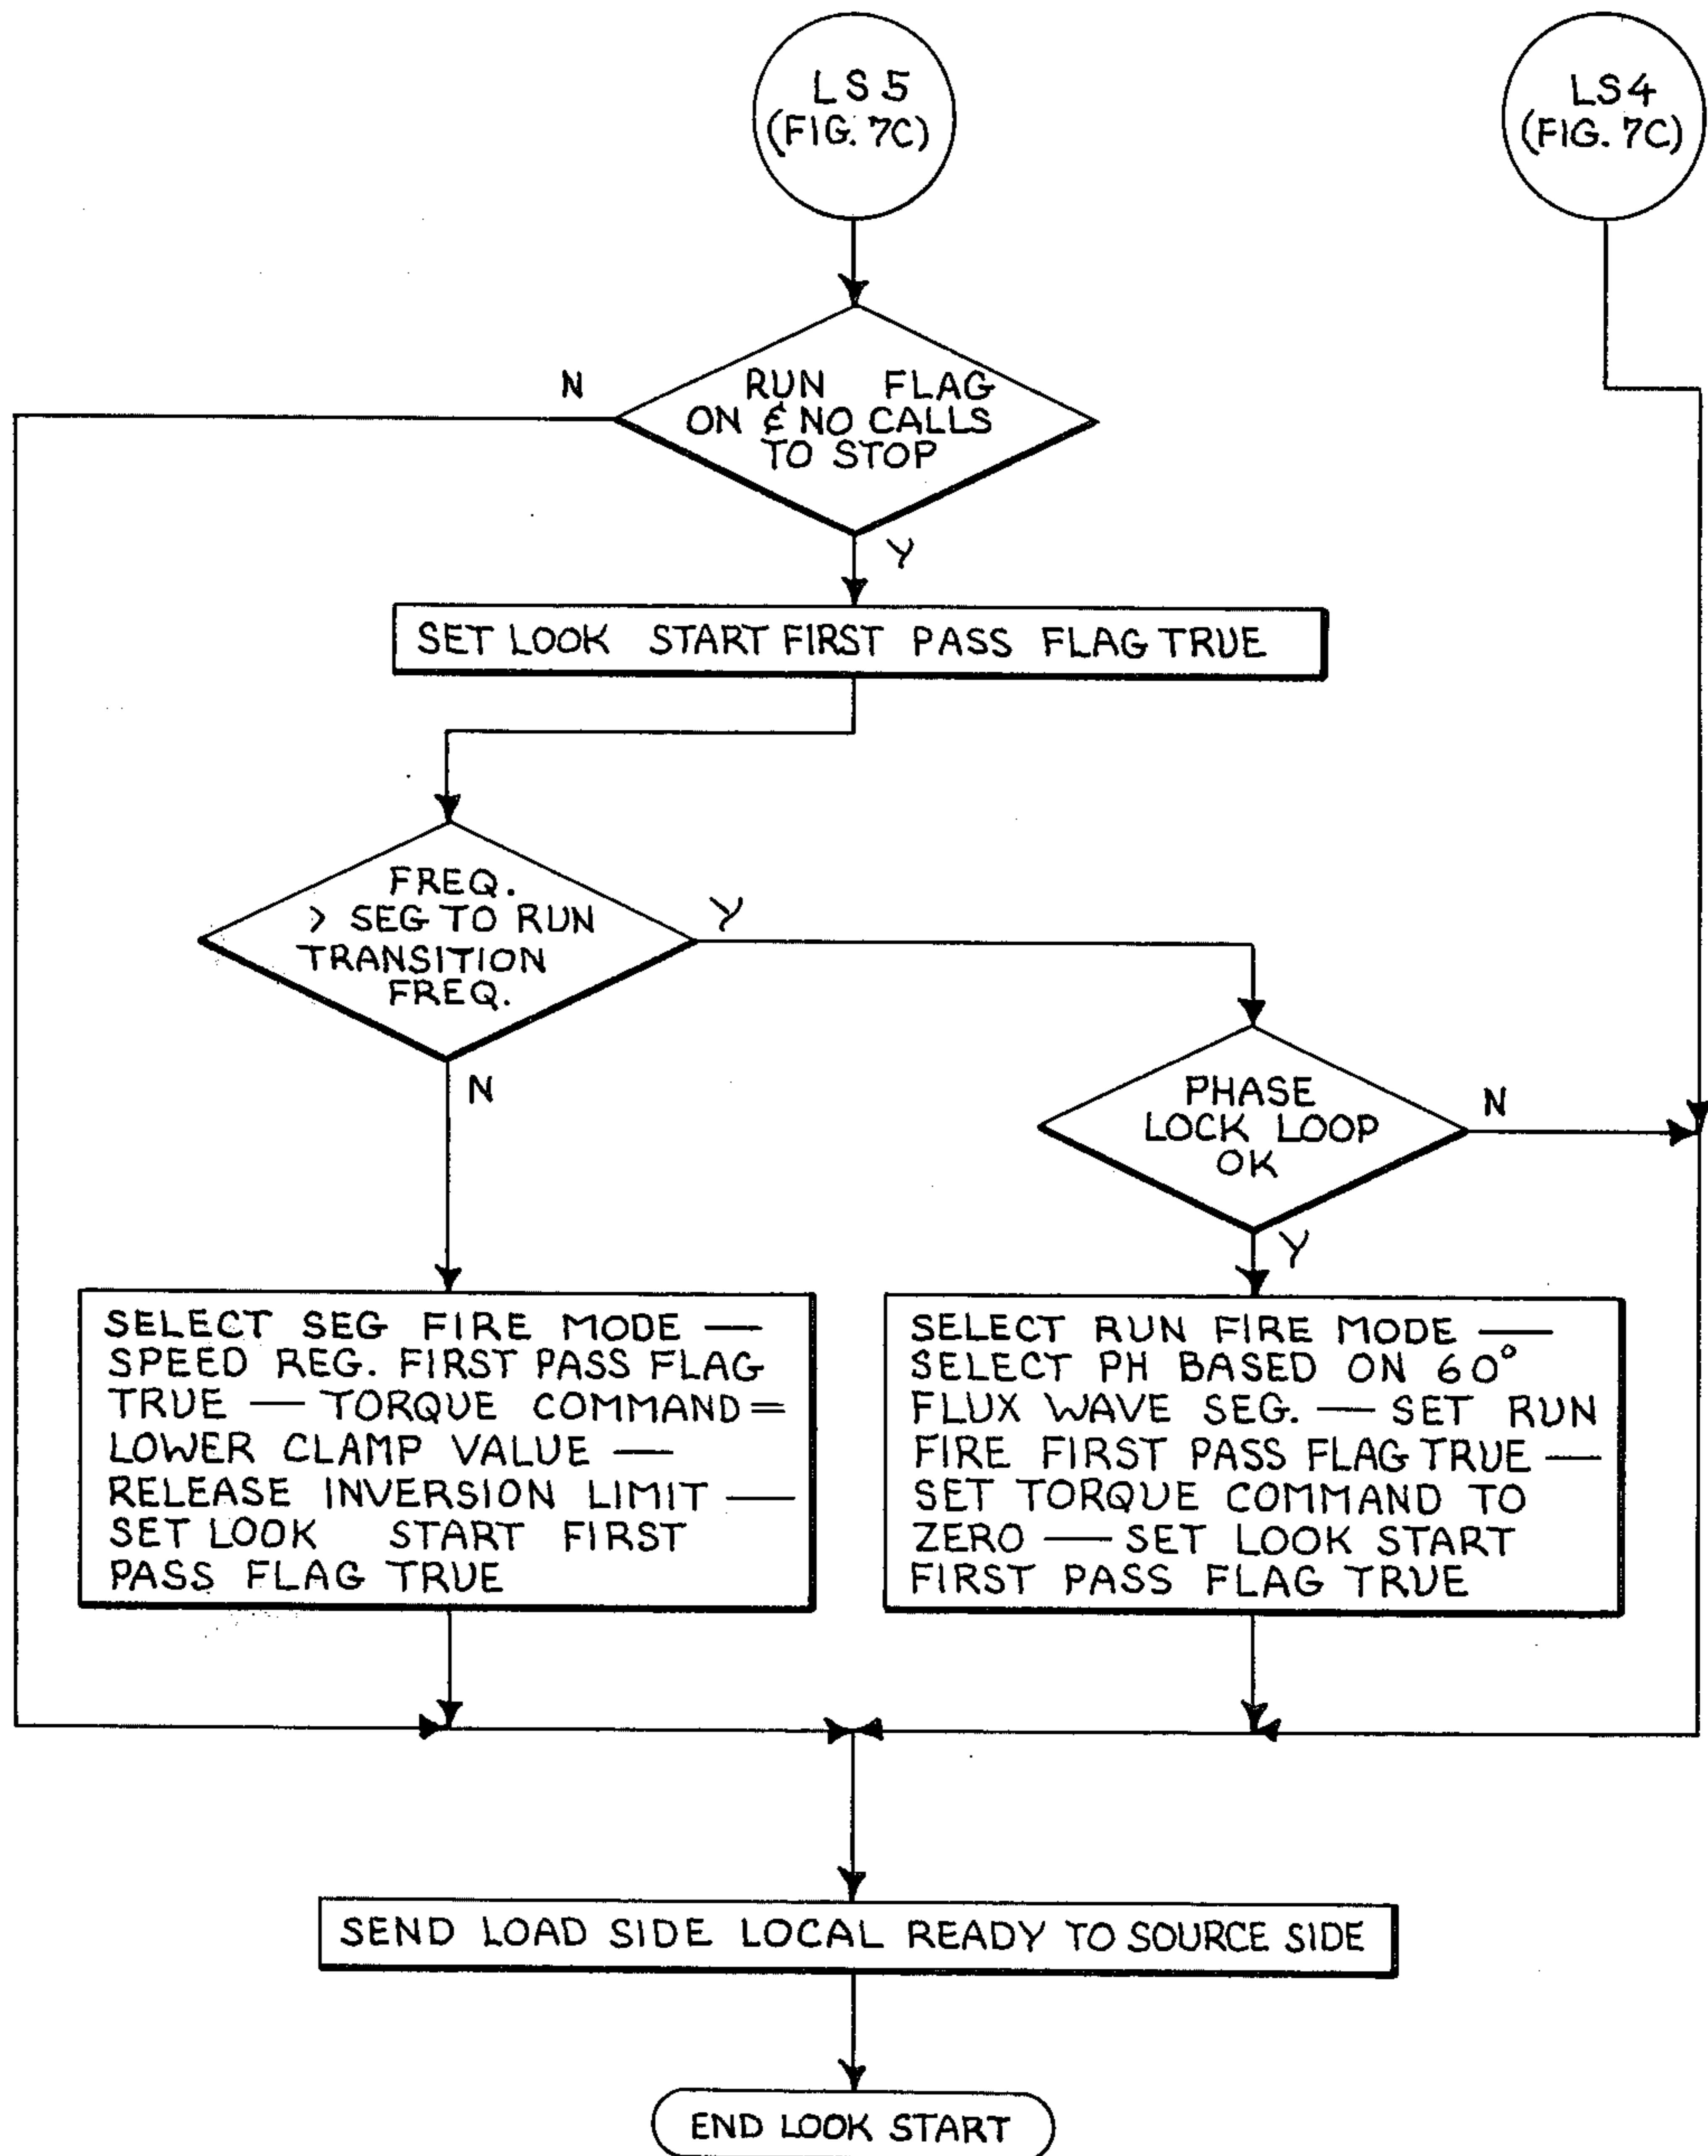 LS5
(FIG. 7C)
LS4
(FIG. 7C)
N
RUN FLAG
ON & NO CALLS
TO STOP
Y
SET LOOK START FIRST PASS FLAG TRUE
FREQ.
> SEG TO RUN
TRANSITION
FREQ.
Y
N
PHASE
LOCK LOOP
OK
N
Y
SELECT SEG FIRE MODE —
SPEED REG. FIRST PASS FLAG
TRUE — TORQUE COMMAND =
LOWER CLAMP VALUE —
RELEASE INVERSION LIMIT —
SET LOOK START FIRST
PASS FLAG TRUE
SELECT RUN FIRE MODE —
SELECT PH BASED ON 60°
FLUX WAVE SEG. — SET RUN
FIRE FIRST PASS FLAG TRUE —
SET TORQUE COMMAND TO
ZERO — SET LOOK START
FIRST PASS FLAG TRUE
SEND LOAD SIDE LOCAL READY TO SOURCE SIDE
END LOOK START